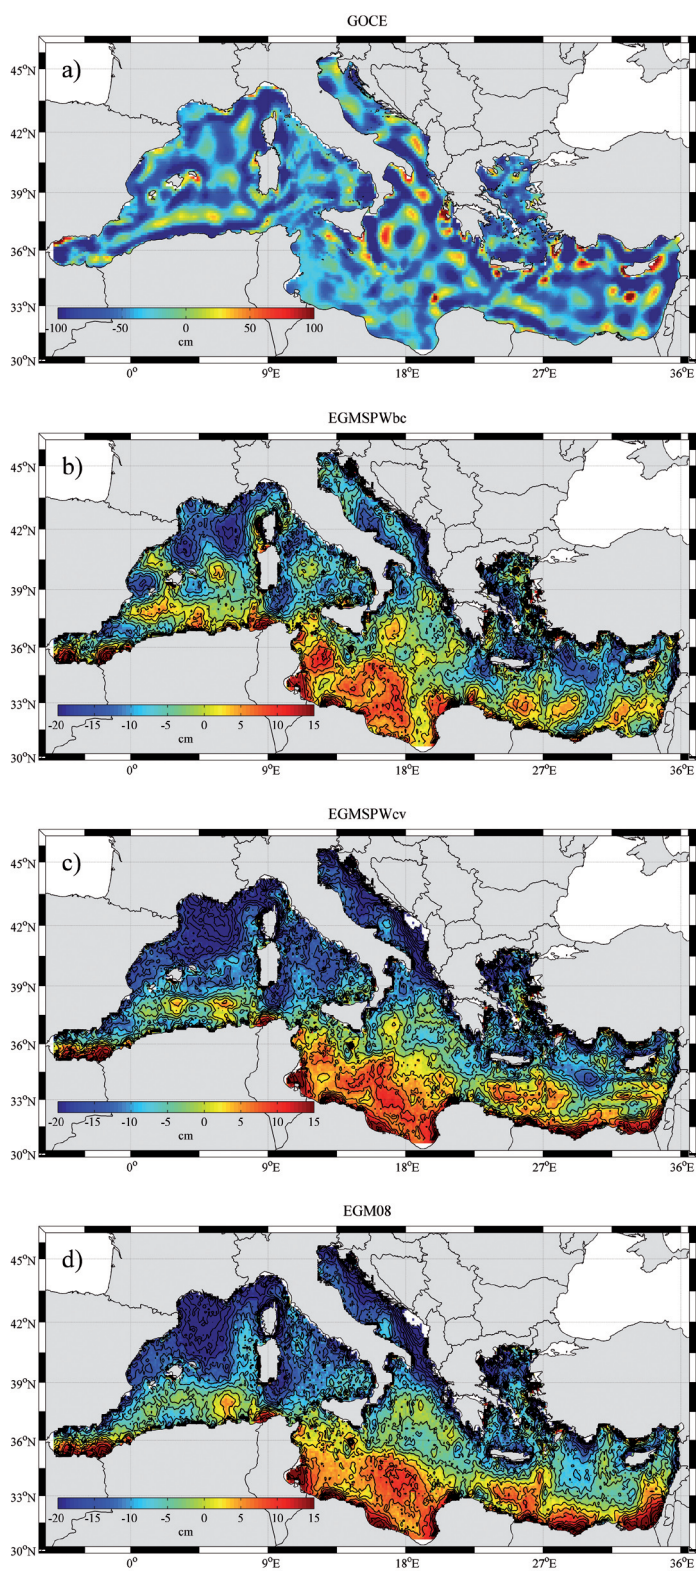 GOCE
a)
45°N
42°N
39°N
36°N
33°N
30°N
-100 -50 0 50 100
cm
0° 9°E 18°E 27°E 36°E
EGMSPWbc
b)
45°N
42°N
39°N
36°N
33°N
30°N
-20 -15 -10 -5 0 5 10 15
cm
0° 9°E 18°E 27°E 36°E
EGMSPWcv
c)
45°N
42°N
39°N
36°N
33°N
30°N
-20 -15 -10 -5 0 5 10 15
cm
0° 9°E 18°E 27°E 36°E
EGM08
d)
45°N
42°N
39°N
36°N
33°N
30°N
-20 -15 -10 -5 0 5 10 15
cm
0° 9°E 18°E 27°E 36°E